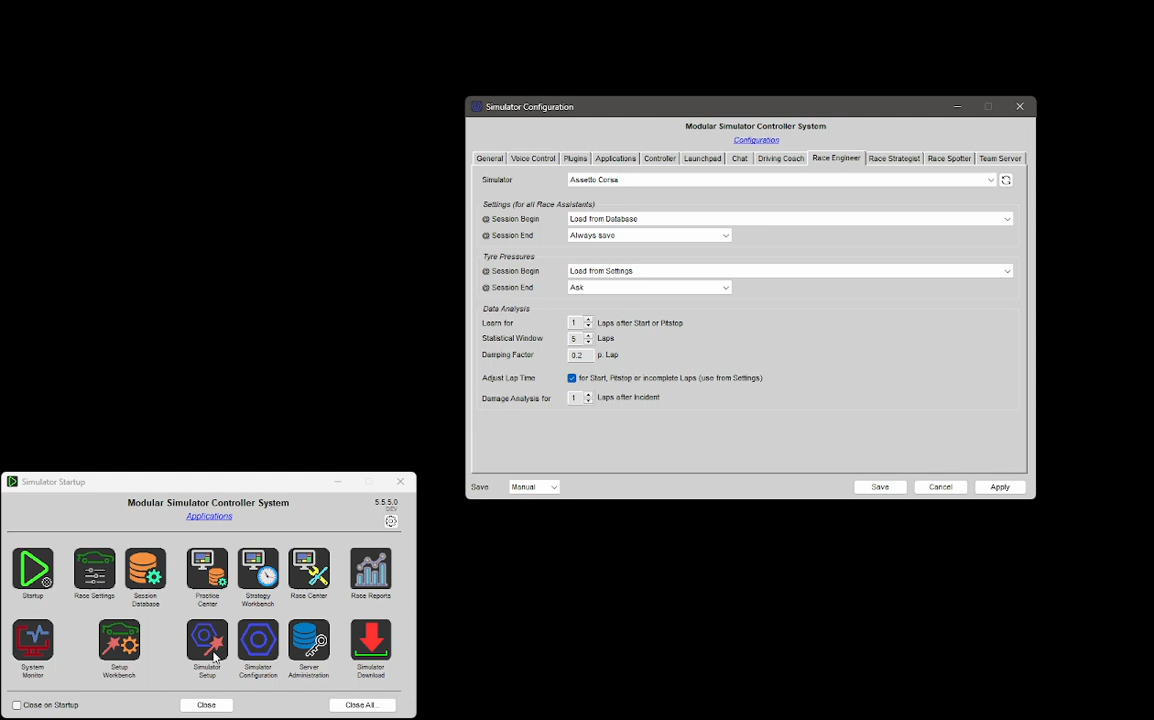 Simulator Configuration
Modular Simulator Controller System
Configuration
General Voice Control Plugins Applications Controller Launchpad Chat Driving Coach Race Engineer Race Strategist Race Spotter Team Server
Simulator Assetto Corsa
Settings (for all Race Assistants)
@ Session Begin Load from Database
@ Session End Always save
Tyre Pressures
@ Session Begin Load from Settings
@ Session End Ask
Data Analysis
Learn for 1 Laps after Start or Pitstop
Statistical Window 5 Laps
Damping Factor 0.2 p. Lap
Adjust Lap Time for Start, Pitstop or incomplete Laps (use from Settings)
Damage Analysis for 1 Laps after Incident
Save Manual Save Cancel Apply
Simulator Startup
Modular Simulator Controller System 5.5.5.0
DEV
Applications
Startup Race Settings Session Practice Strategy Race Center Race Reports
Database Center Workbench
System Setup Simulator Simulator Server Simulator
Monitor Workbench Setup Configuration Administration Download
Close on Startup Close Close All...